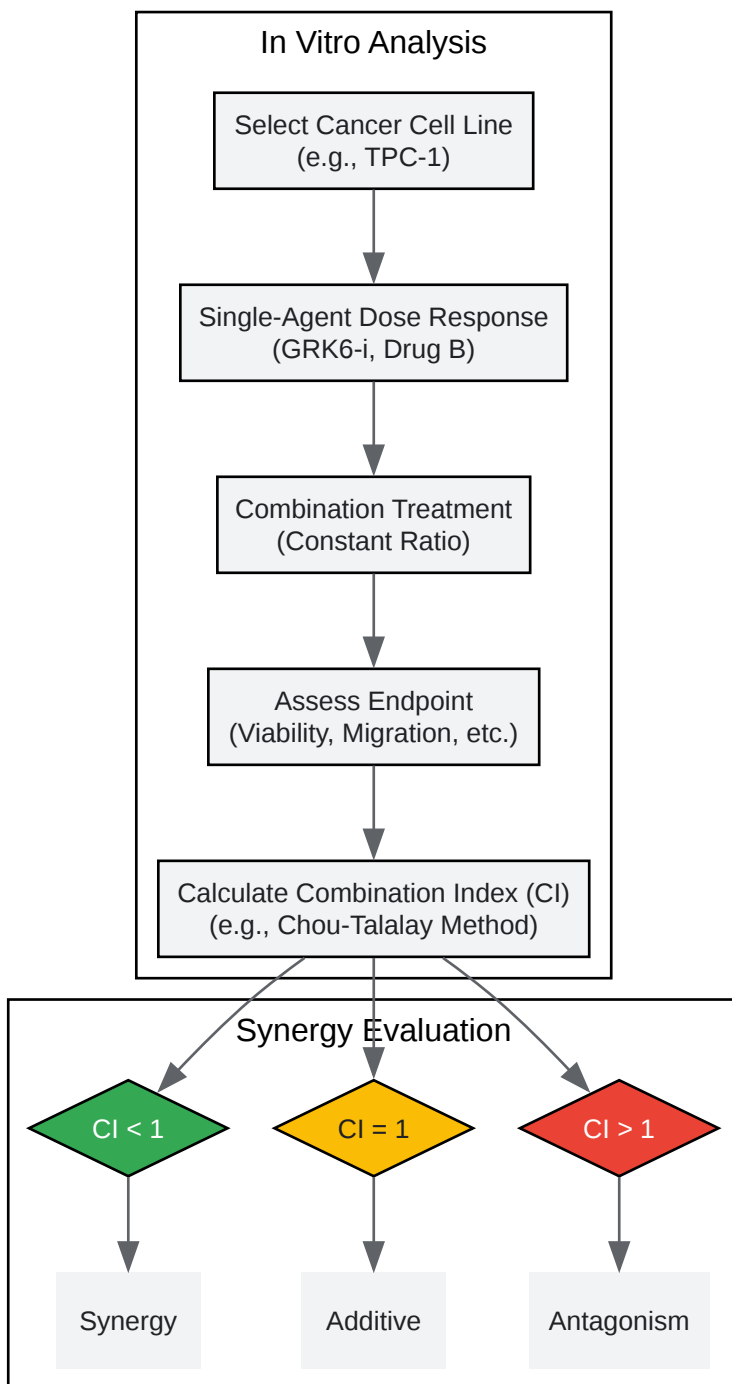 In Vitro Analysis
Select Cancer Cell Line
(e.g., TPC-1)
Single-Agent Dose Response
(GRK6-i, Drug B)
Combination Treatment
(Constant Ratio)
Assess Endpoint
(Viability, Migration, etc.)
Calculate Combination Index (CI)
(e.g., Chou-Talalay Method)
Synergy Evaluation
CI < 1
CI = 1
CI > 1
Synergy
Additive
Antagonism